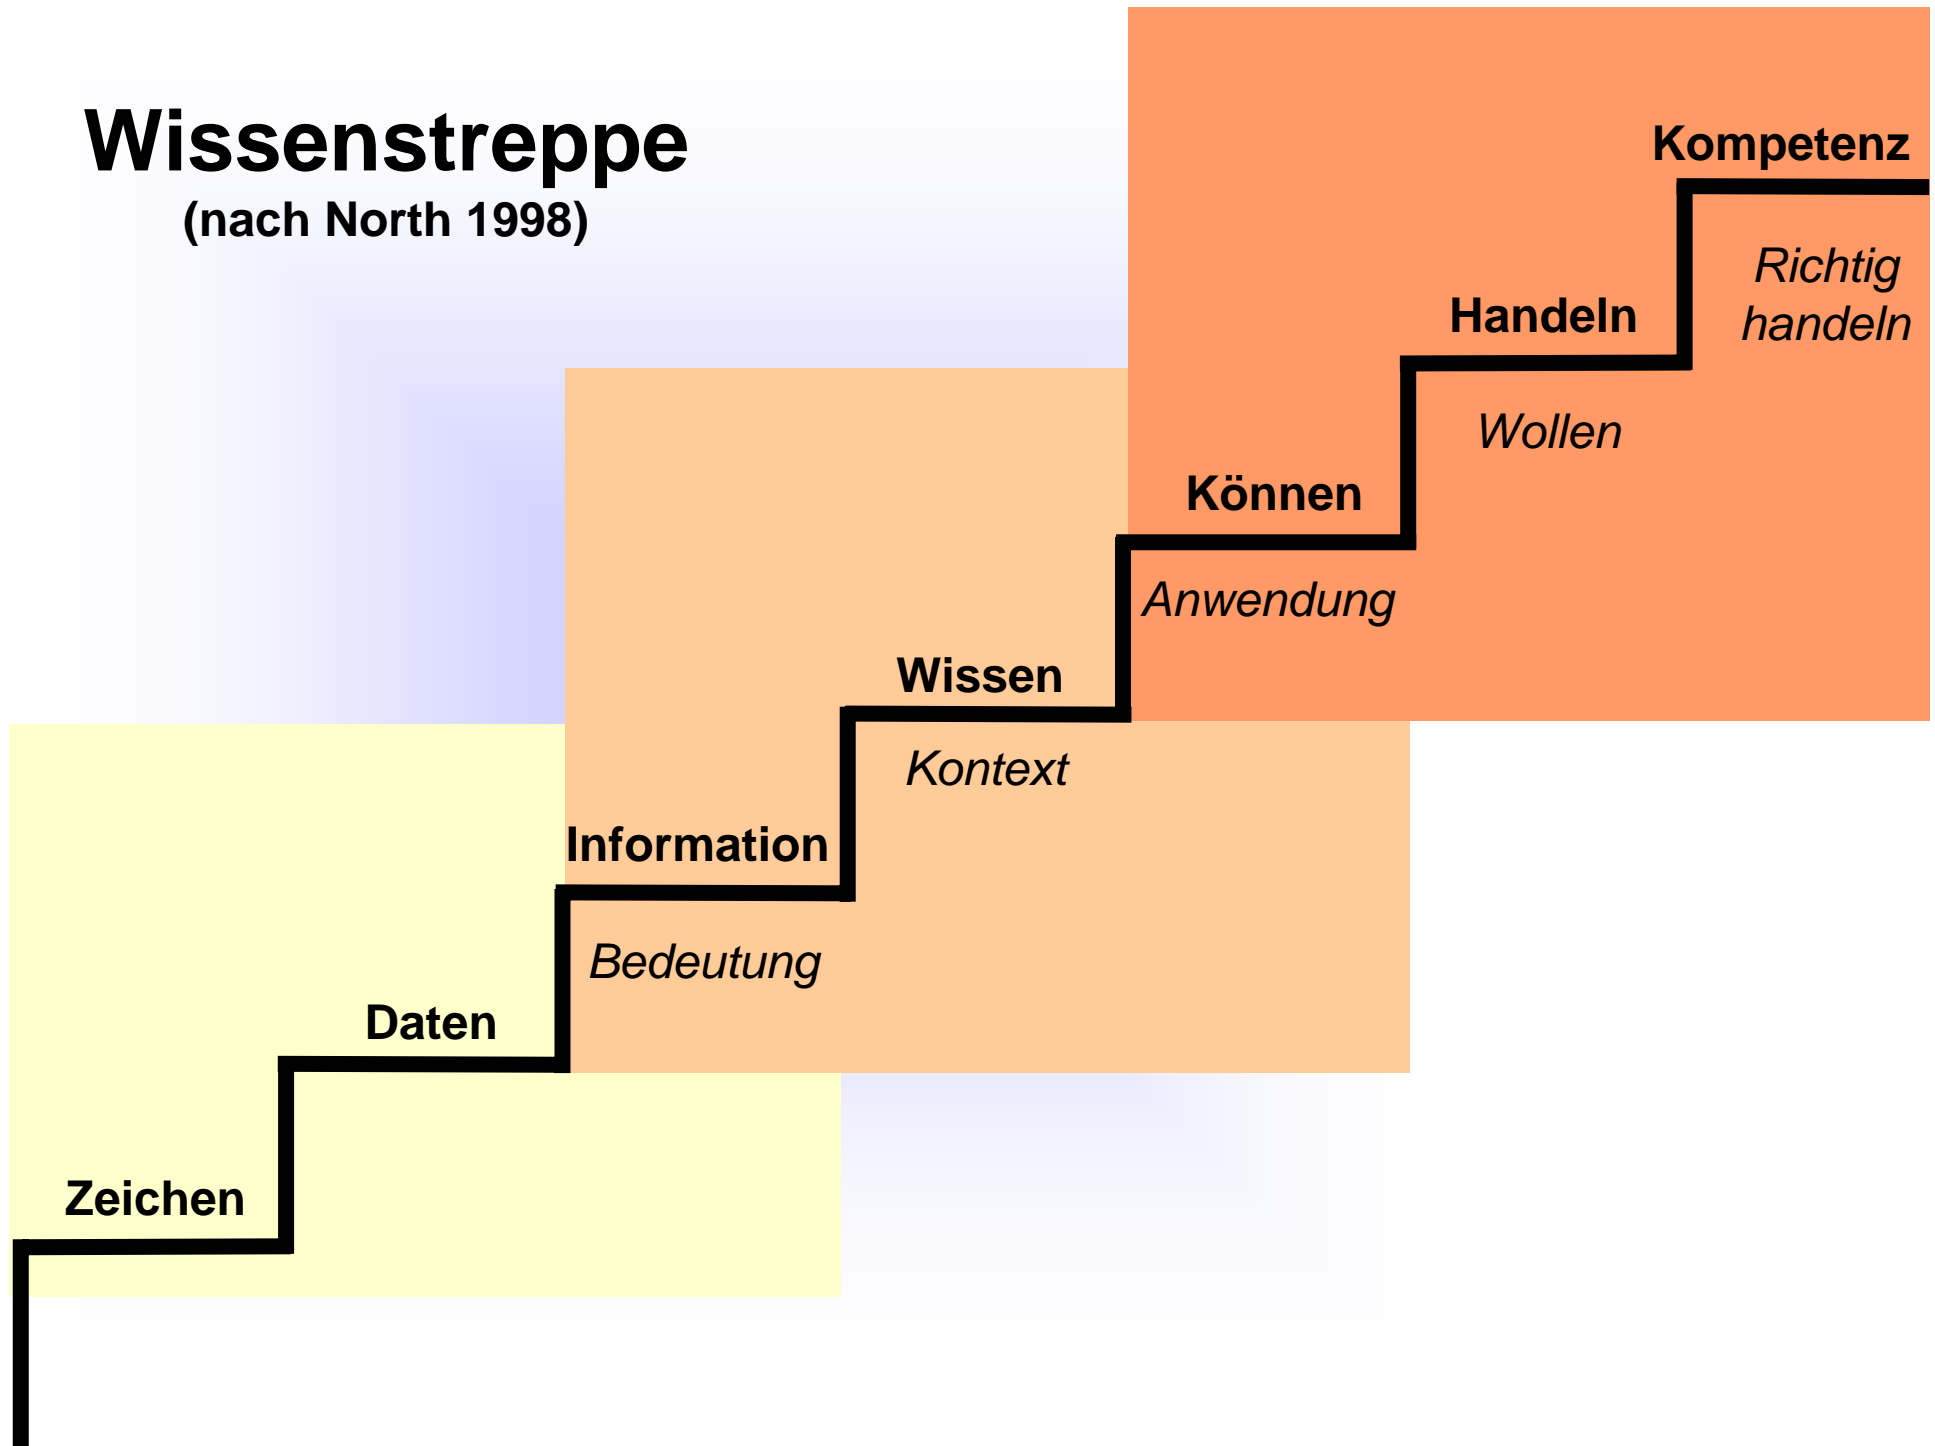 Wissenstreppe
(nach North 1998)
Kompetenz
Richtig
handeln
Handeln
Wollen
Können
Anwendung
Wissen
Kontext
Information
Bedeutung
Daten
Zeichen